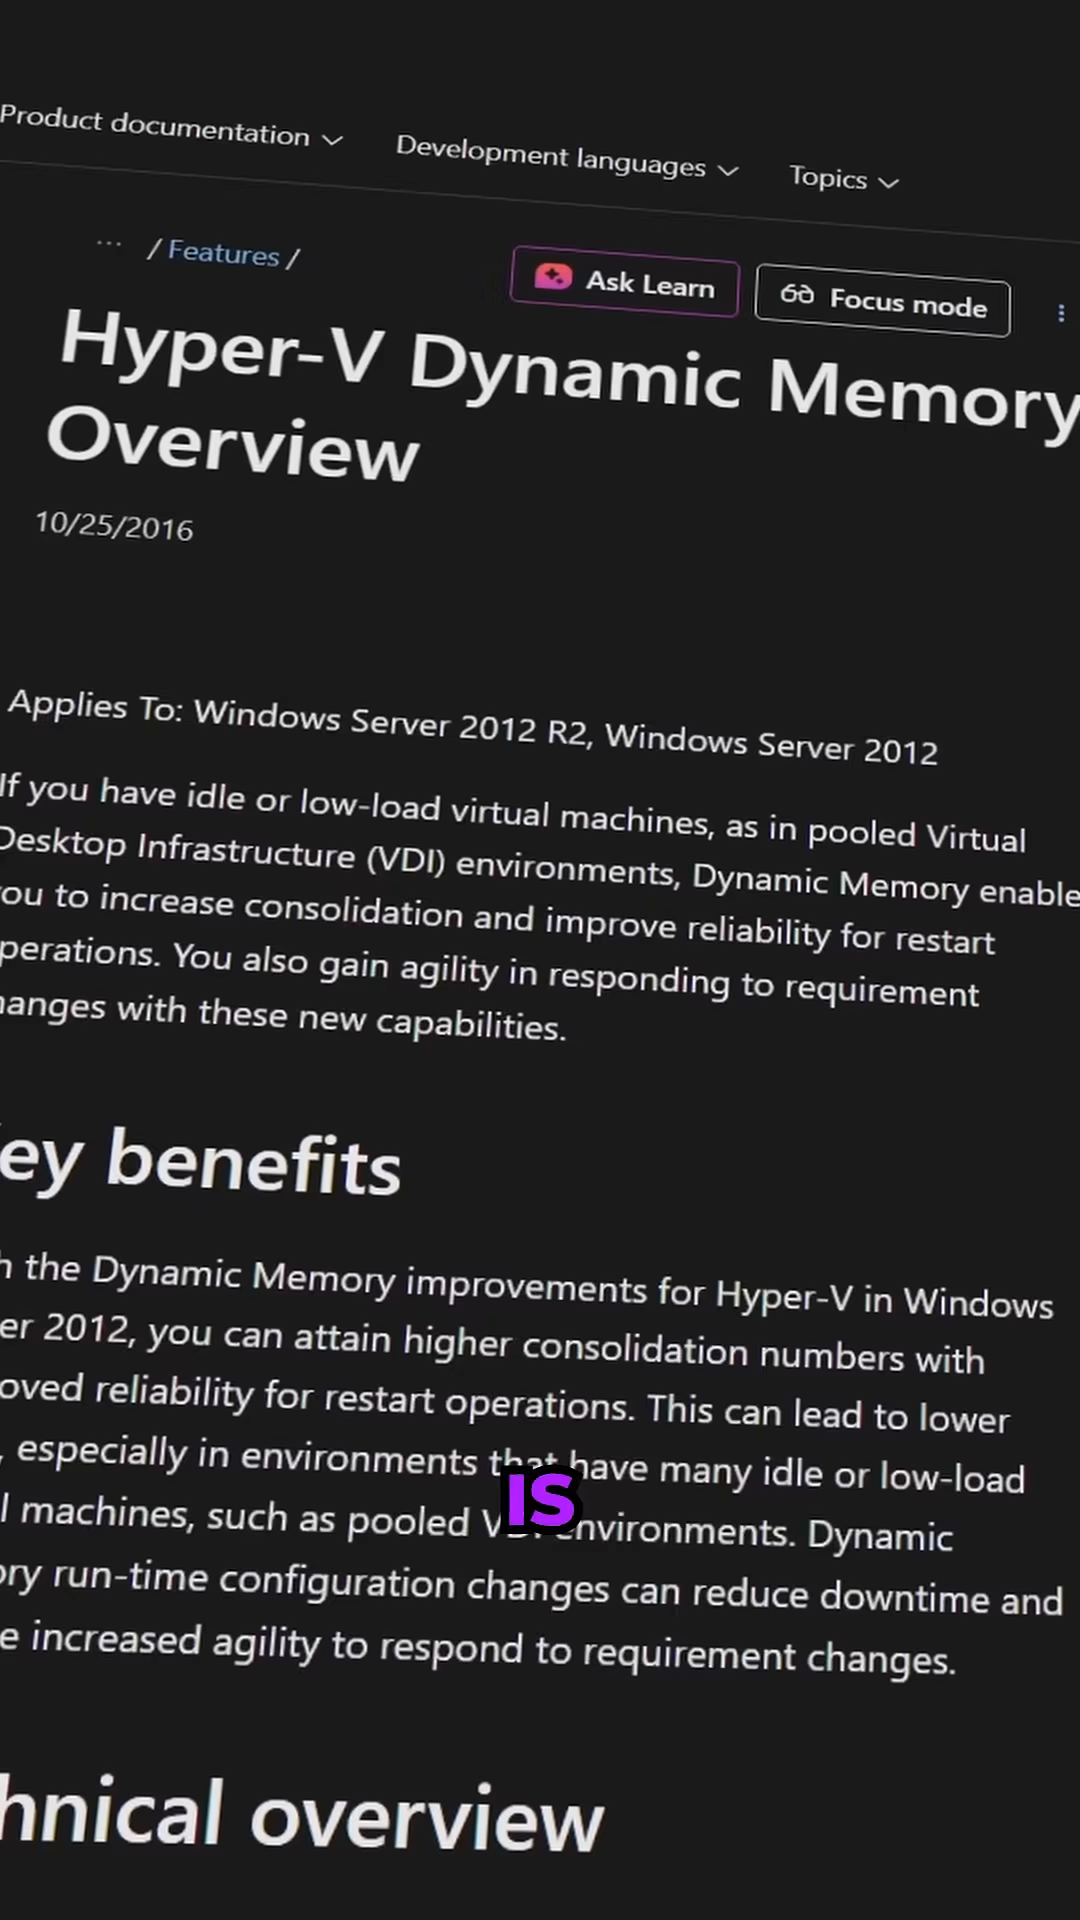 Product documentation
Development languages
Topics
... / Features /
Ask Learn
Focus mode
Hyper-V Dynamic Memory
Overview
10/25/2016
Applies To: Windows Server 2012 R2, Windows Server 2012
If you have idle or low-load virtual machines, as in pooled Virtual
Desktop Infrastructure (VDI) environments, Dynamic Memory enable
ou to increase consolidation and improve reliability for restart
perations. You also gain agility in responding to requirement
hanges with these new capabilities.
ey benefits
h the Dynamic Memory improvements for Hyper-V in Windows
er 2012, you can attain higher consolidation numbers with
oved reliability for restart operations. This can lead to lower
, especially in environments that have many idle or low-load
IS
l machines, such as pooled VDI environments. Dynamic
ory run-time configuration changes can reduce downtime and
e increased agility to respond to requirement changes.
hnical overview